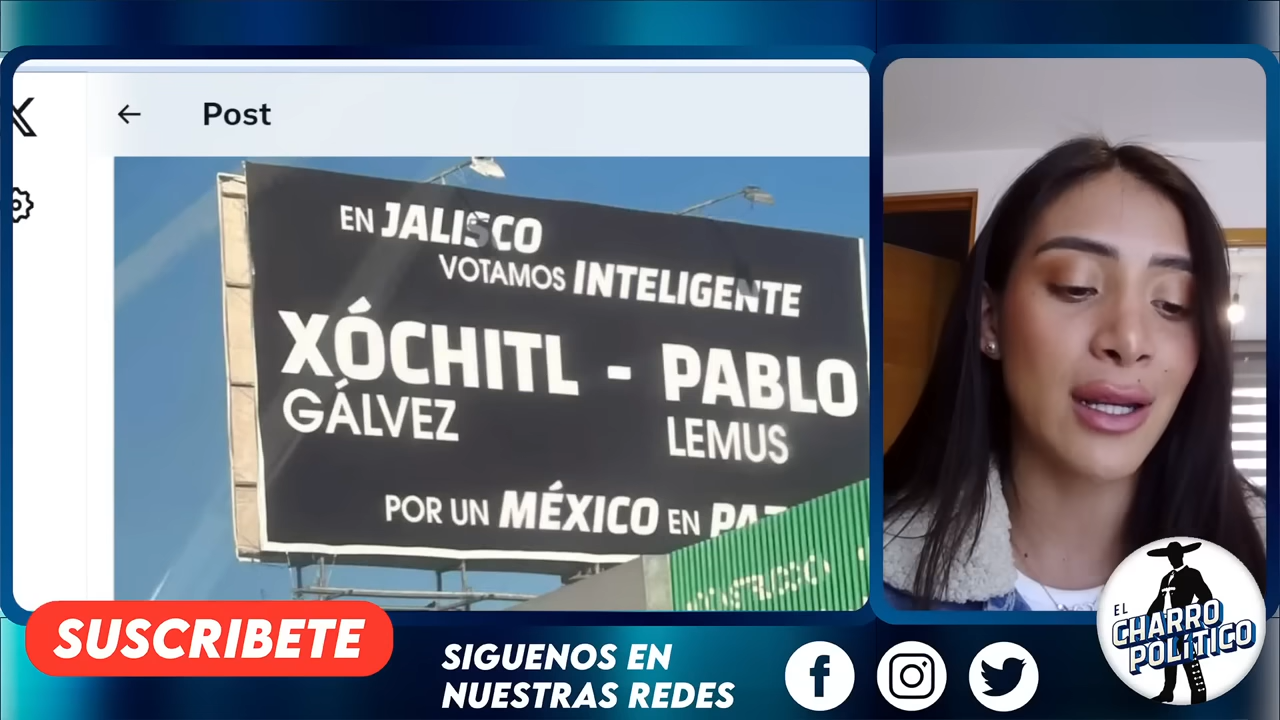 Post
EN JALISCO
VOTAMOS INTELIGENTE
XÓCHITL - PABLO
GÁLVEZ LEMUS
POR UN MÉXICO EN
SUSCRIBETE
SIGUENOS EN
NUESTRAS REDES
EL
CHARRO
POLÍTICO